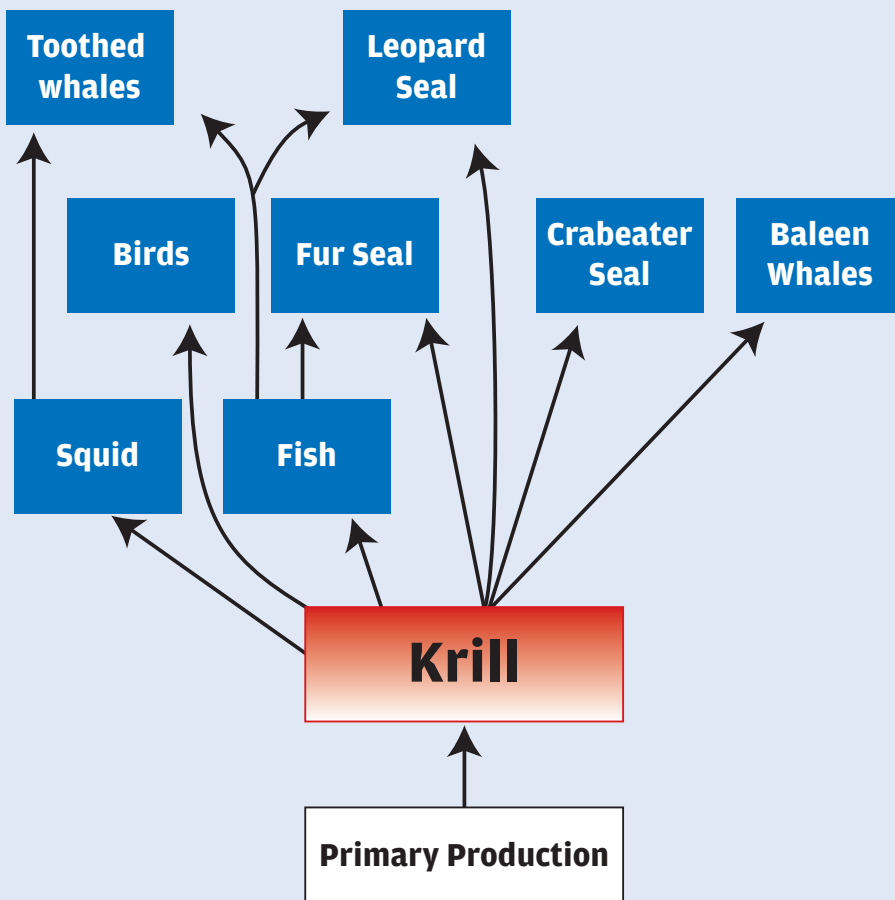 Toothed
whales
Leopard
Seal
Birds
Fur Seal
Crabeater
Seal
Baleen
Whales
Squid
Fish
Krill
Primary Production